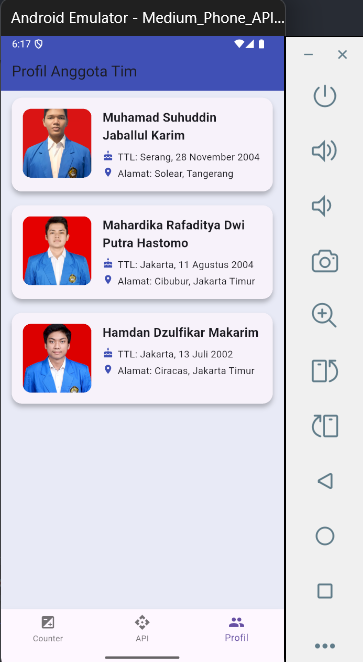 Android Emulator - Medium_Phone_API...
6:17
Profil Anggota Tim
Muhamad Suhuddin
Jaballul Karim
TTL: Serang, 28 November 2004
Alamat: Solear, Tangerang
Mahardika Rafaditya Dwi
Putra Hastomo
TTL: Jakarta, 11 Agustus 2004
Alamat: Cibubur, Jakarta Timur
Hamdan Dzulfikar Makarim
TTL: Jakarta, 13 Juli 2002
Alamat: Ciracas, Jakarta Timur
Counter
API
Profil